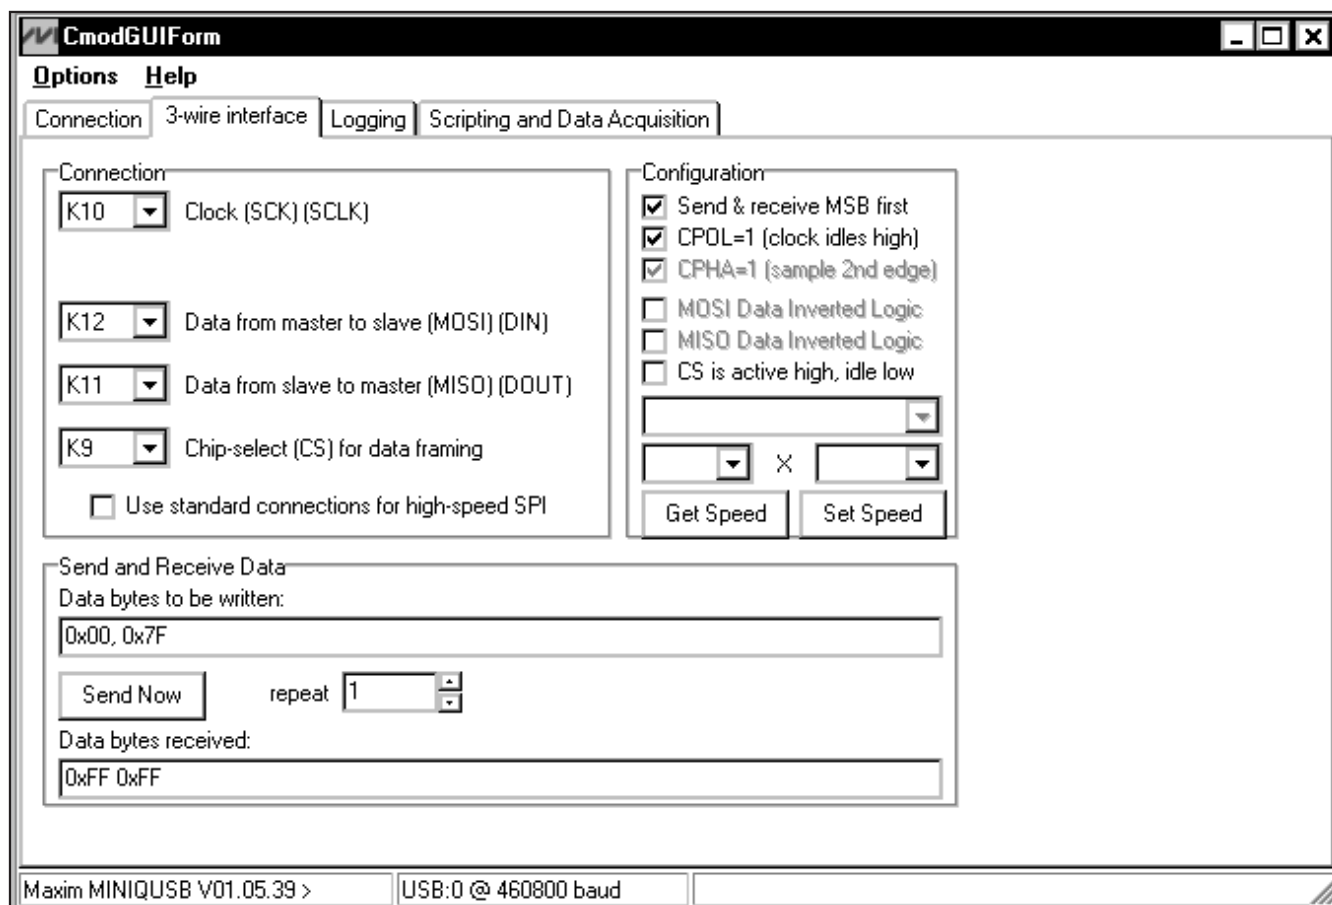 CmodGUIForm
Options Help
Connection 3-wire interface Logging Scripting and Data Acquisition
Connection
K10 Clock (SCK) (SCLK)
K12 Data from master to slave (MOSI) (DIN)
K11 Data from slave to master (MISO) (DOUT)
K9 Chip-select (CS) for data framing
Use standard connections for high-speed SPI
Configuration
Send & receive MSB first
CPOL=1 (clock idles high)
CPHA=1 (sample 2nd edge)
MOSI Data Inverted Logic
MISO Data Inverted Logic
CS is active high, idle low
X
Get Speed Set Speed
Send and Receive Data
Data bytes to be written:
0x00, 0x7F
Send Now repeat 1
Data bytes received:
0xFF 0xFF
Maxim MINIQUSB V01.05.39 > USB:0 @ 460800 baud